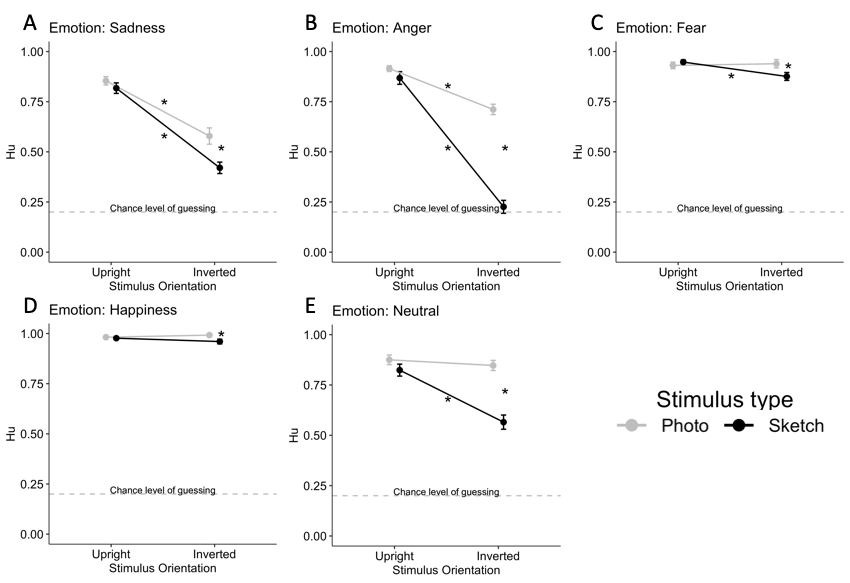 A Emotion: Sadness
1.00
0.75
*
*
*
0.50
Hu
0.25
Chance level of guessing
0.00
Upright Inverted
Stimulus Orientation
B Emotion: Anger
1.00
*
0.75
*
*
0.50
Hu
0.25
Chance level of guessing
0.00
Upright Inverted
Stimulus Orientation
C Emotion: Fear
1.00
*
*
0.75
0.50
Hu
0.25
Chance level of guessing
0.00
Upright Inverted
Stimulus Orientation
D Emotion: Happiness
1.00
*
0.75
0.50
Hu
0.25
Chance level of guessing
0.00
Upright Inverted
Stimulus Orientation
E Emotion: Neutral
1.00
0.75
*
*
0.50
Hu
0.25
Chance level of guessing
0.00
Upright Inverted
Stimulus Orientation
Stimulus type
Photo Sketch